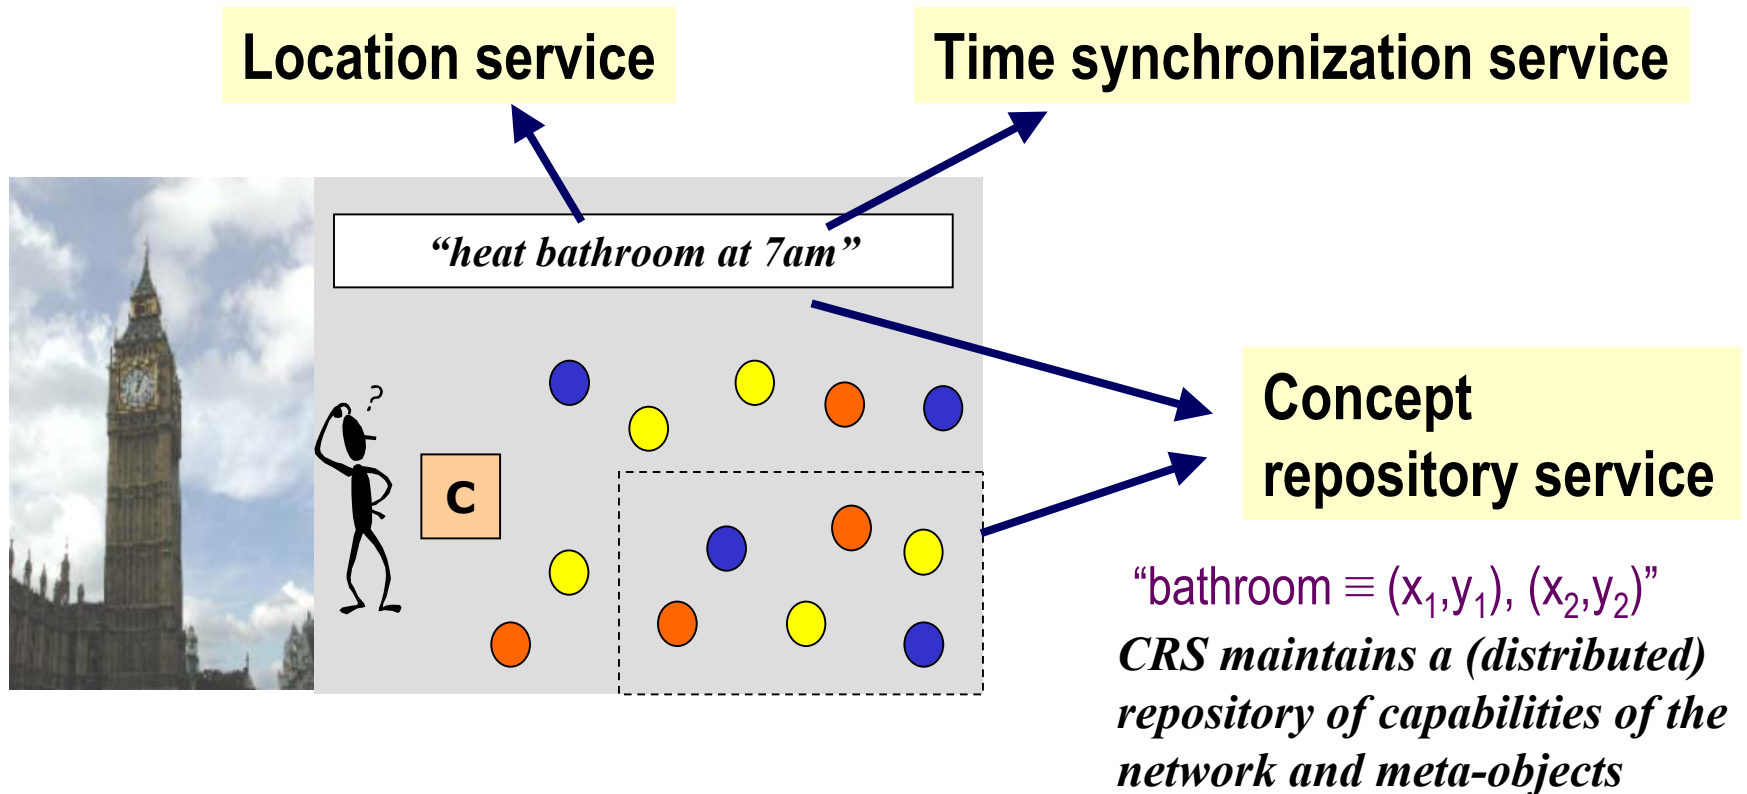 Location service
Time synchronization service
“heat bathroom at 7am”
?
C
Concept
repository service
“bathroom ≡ (x₁,y₁), (x₂,y₂)”
CRS maintains a (distributed)
repository of capabilities of the
network and meta-objects